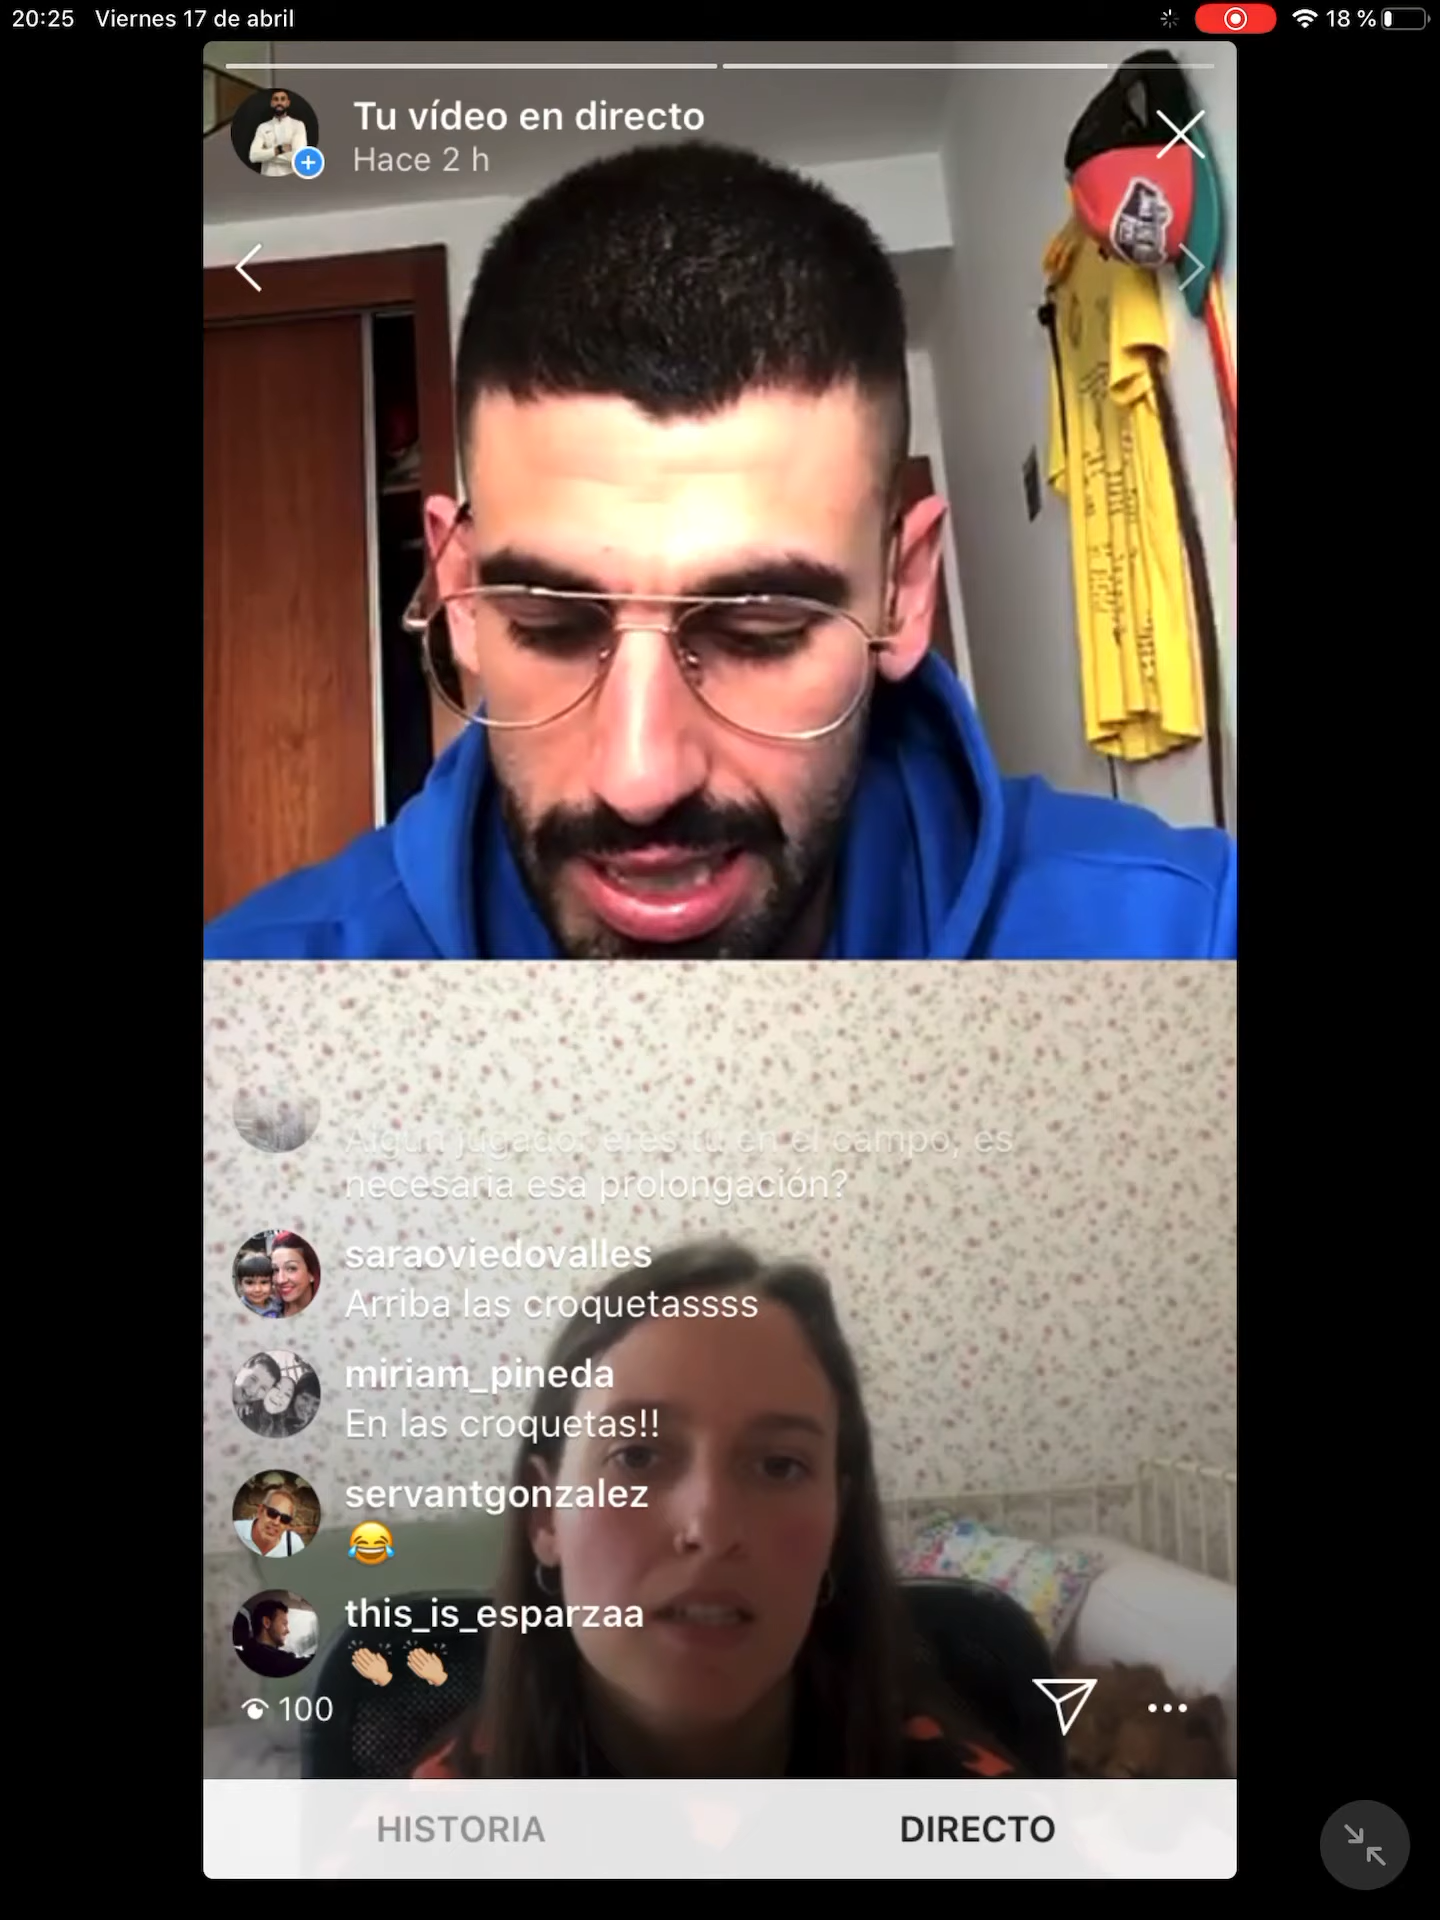 20:25 Viernes 17 de abril
18 %
Tu vídeo en directo
Hace 2 h
Algún jugador eres tú en el campo, es
necesaria esa prolongación?
saraoviedovalles
Arriba las croquetassss
miriam_pineda
En las croquetas!!
servantgonzalez
😂
this_is_esparzaa
👏🏼 👏🏼
100
HISTORIA
DIRECTO